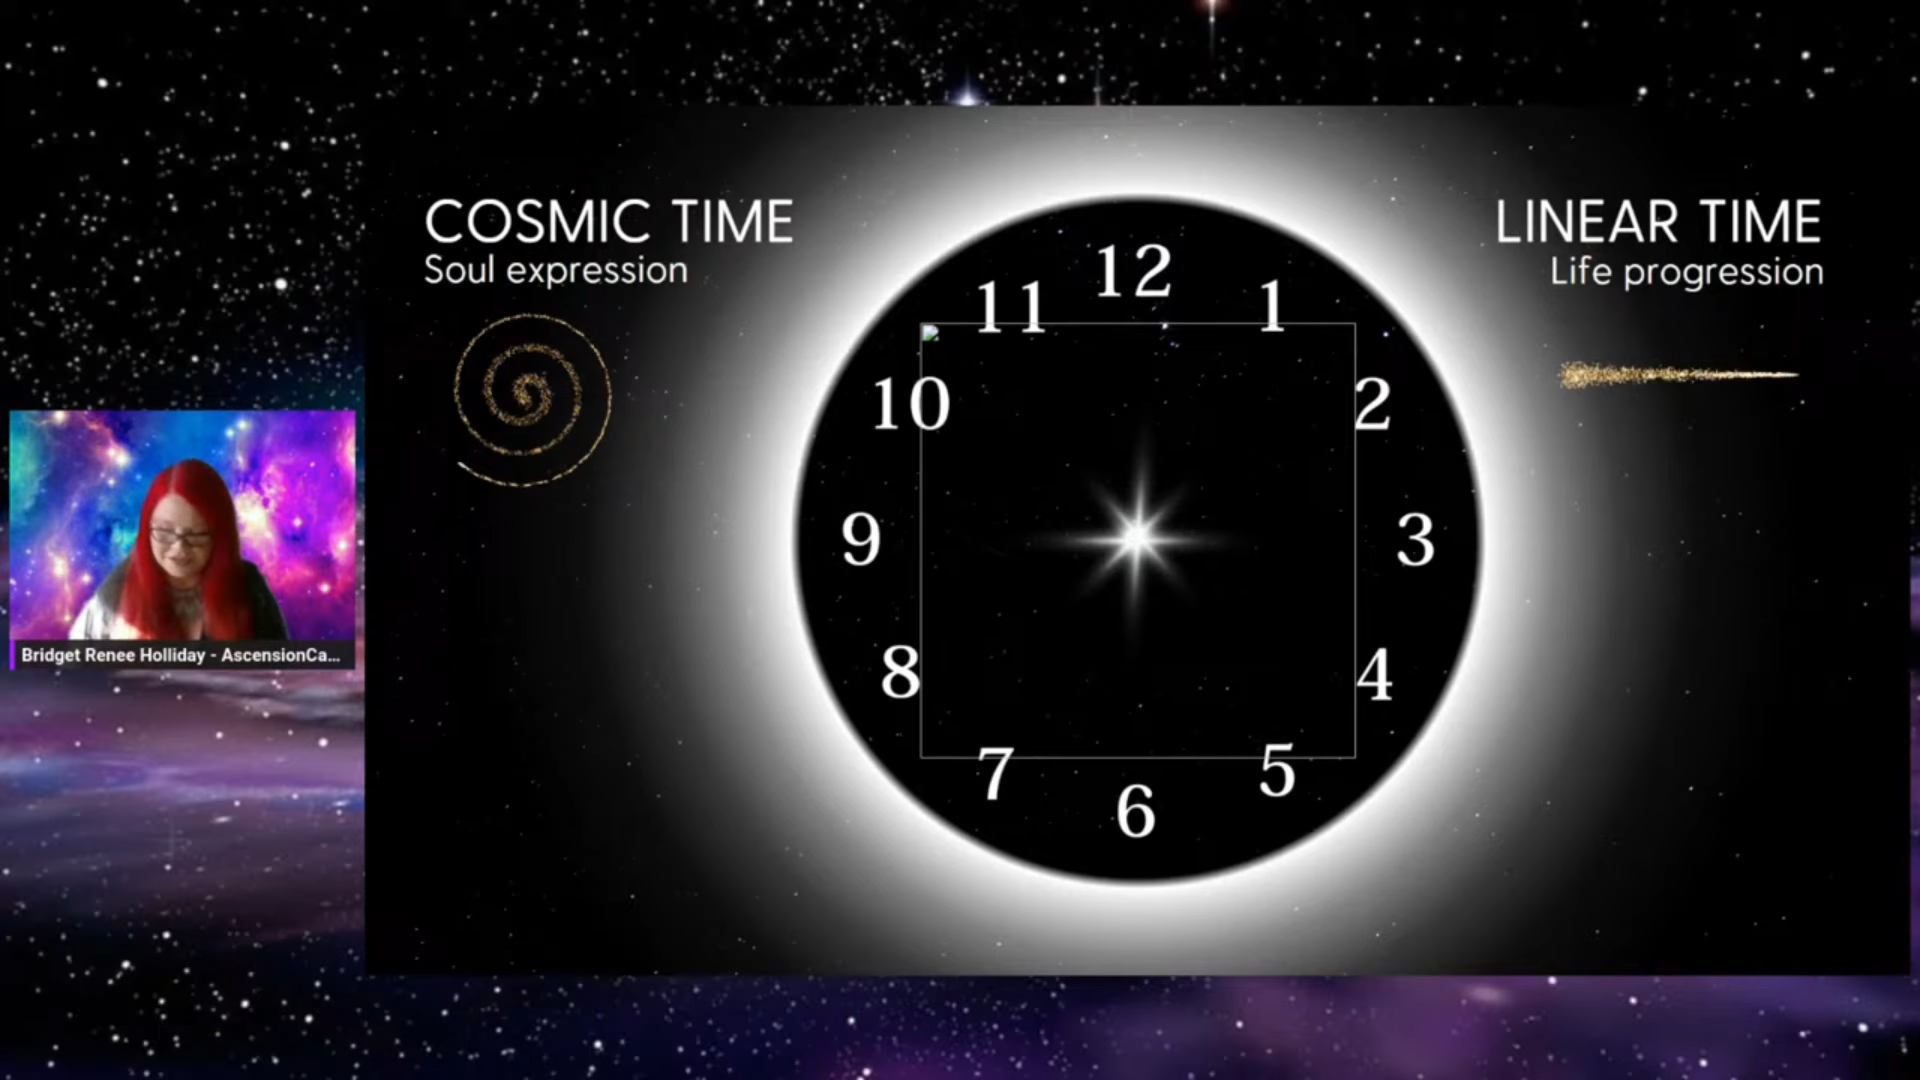 COSMIC TIME
Soul expression
LINEAR TIME
Life progression
12
11
1
10
2
9
3
8
4
7
5
6
Bridget Renee Holliday - AscensionCa...